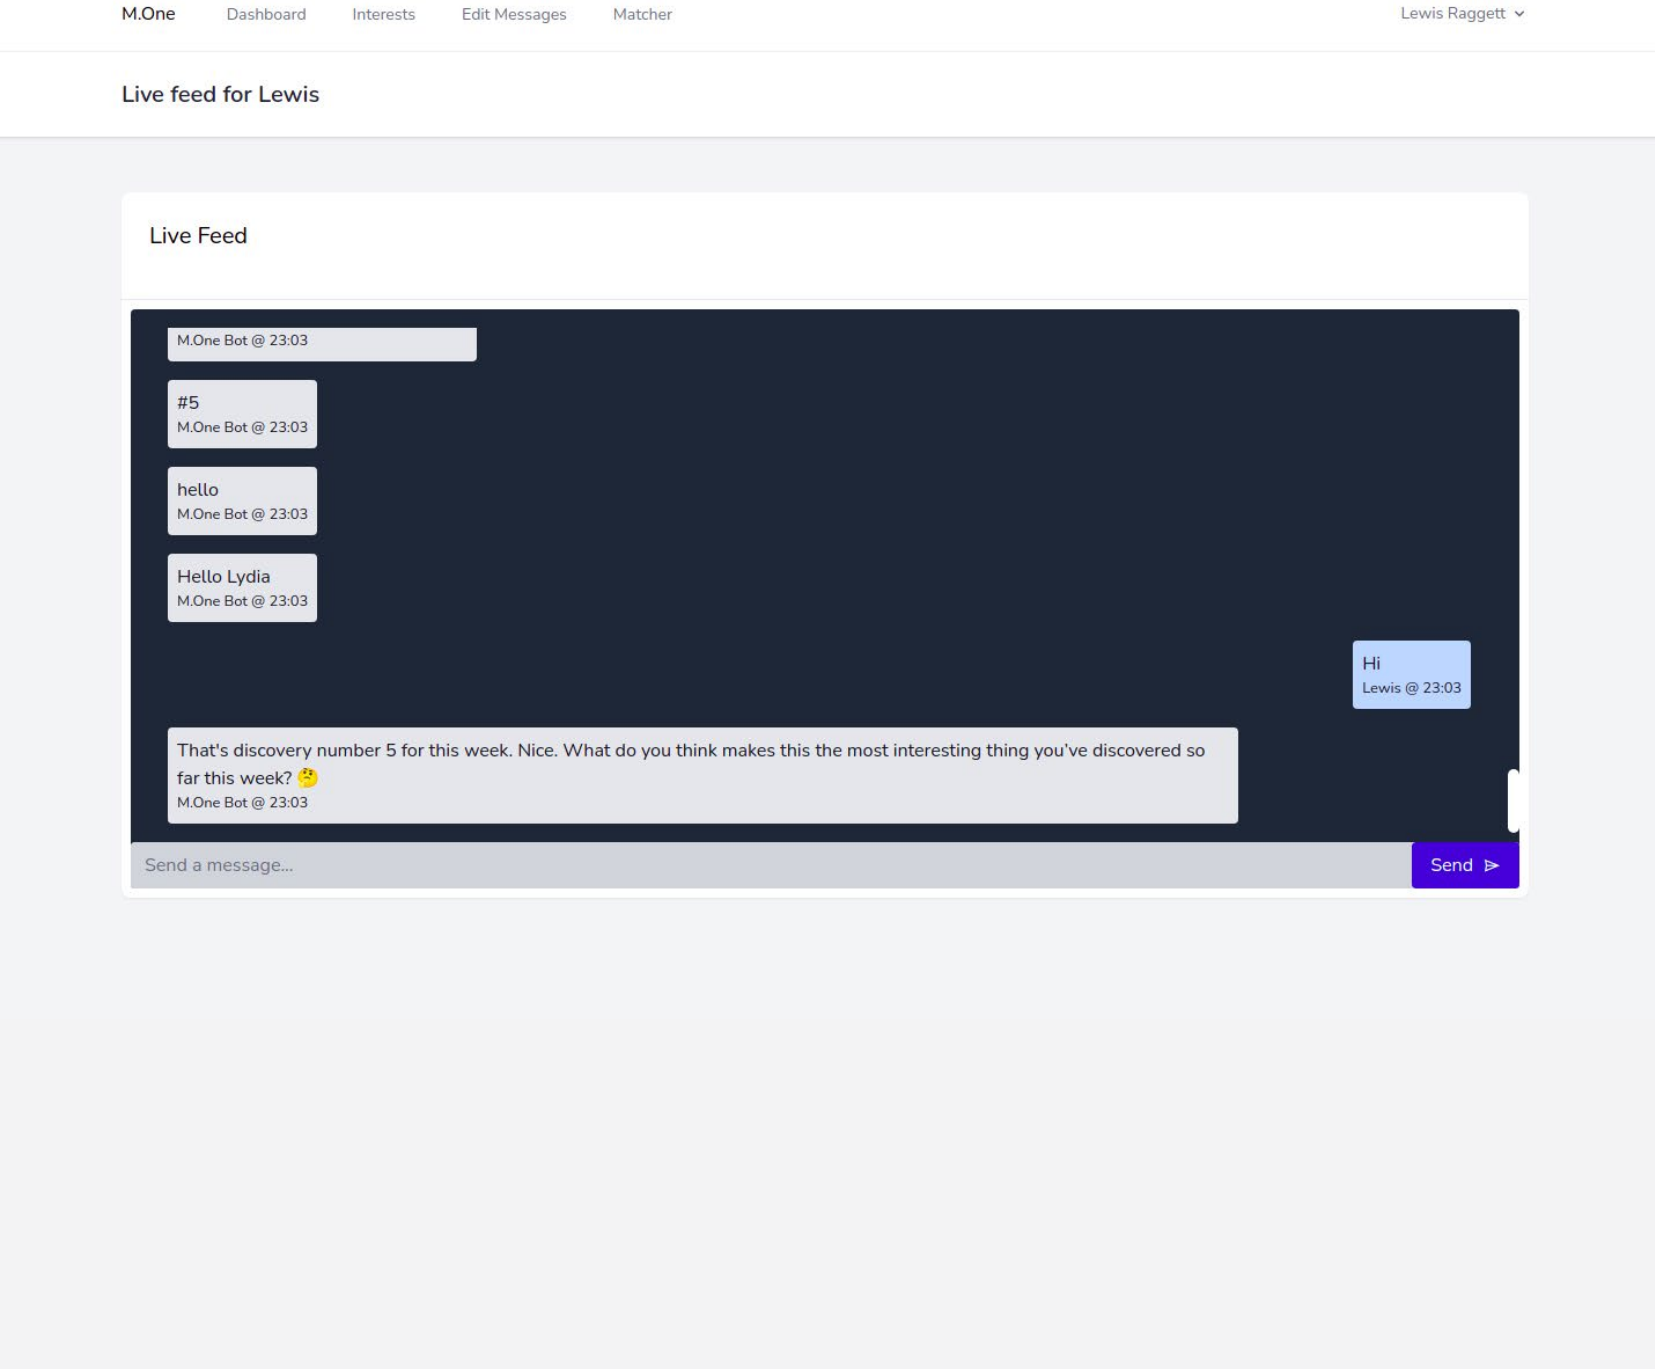 M.One Dashboard Interests Edit Messages Matcher Lewis Raggett
Live feed for Lewis
Live Feed
M.One Bot @ 23:03
#5
M.One Bot @ 23:03
hello
M.One Bot @ 23:03
Hello Lydia
M.One Bot @ 23:03
Hi
Lewis @ 23:03
That's discovery number 5 for this week. Nice. What do you think makes this the most interesting thing you've discovered so
far this week? 🤔
M.One Bot @ 23:03
Send a message...
Send